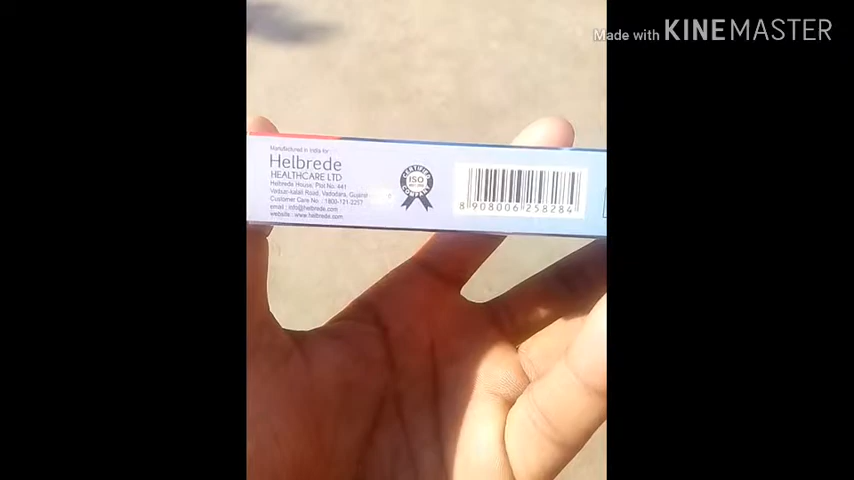 Made with KINEMASTER
Manufactured in India for
Helbrede
HEALTHCARE LTD
Helbrede House, Plot No. 441
Vadodara,
Customer Care No.: 1800-121-2257
email : info@helbrede.com
website : www.helbrede.com
CERTIFIED
ISO
COMPANY
8 908006 258284